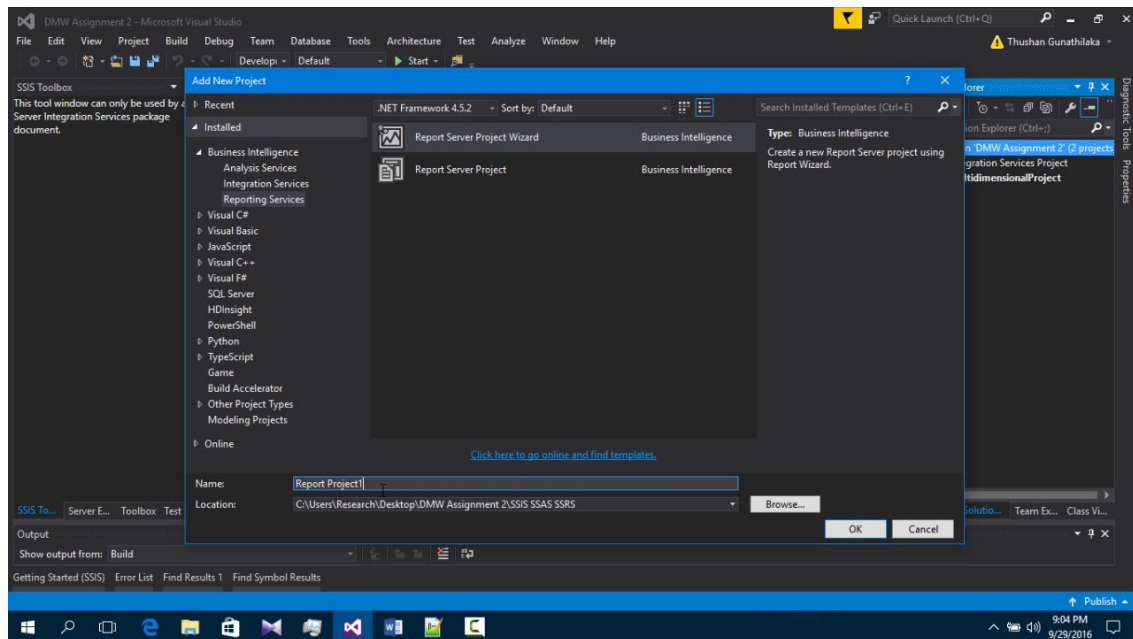 DMW Assignment 2 - Microsoft Visual Studio
Quick Launch (Ctrl+Q)
File Edit View Project Build Debug Team Database Tools Architecture Test Analyze Window Help
Thushan Gunathilaka
Default Start
SSIS Toolbox
This tool window can only be used by
Server Integration Services package
document.
Add New Project
Recent
Installed
Business Intelligence
Analysis Services
Integration Services
Reporting Services
Visual C#
Visual Basic
JavaScript
Visual C++
Visual F#
SQL Server
HDInsight
PowerShell
Python
TypeScript
Game
Build Accelerator
Other Project Types
Modeling Projects
Online
.NET Framework 4.5.2 Sort by: Default
Search Installed Templates (Ctrl+E)
Report Server Project Wizard Business Intelligence
Report Server Project Business Intelligence
Type: Business Intelligence
Create a new Report Server project using
Report Wizard.
Click here to go online and find templates.
Name: Report Project1
Location: C:\Users\Research\Desktop\DMW Assignment 2\SSIS SSAS SSRS
Browse...
OK Cancel
lorer
ion Explorer (Ctrl+;)
n 'DMW Assignment 2' (2 projects
gration Services Project
ltidimensionalProject
Diagnostic Tools
Properties
SSIS To... Server E... Toolbox Test
Solutio... Team Ex... Class Vi...
Output
Show output from: Build
Getting Started (SSIS) Error List Find Results 1 Find Symbol Results
Publish
9:04 PM
9/29/2016